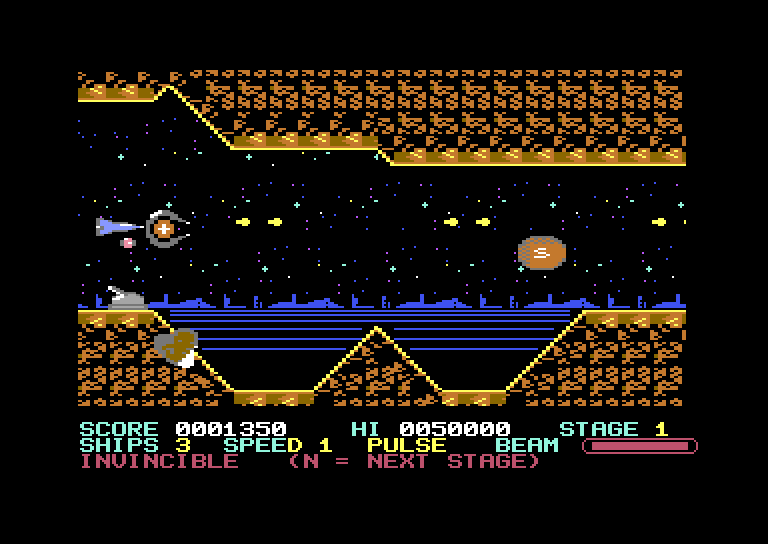 SCORE 0001350 HI 0050000 STAGE 1
SHIPS 3 SPEED 1 PULSE BEAM
INVINCIBLE (N = NEXT STAGE)